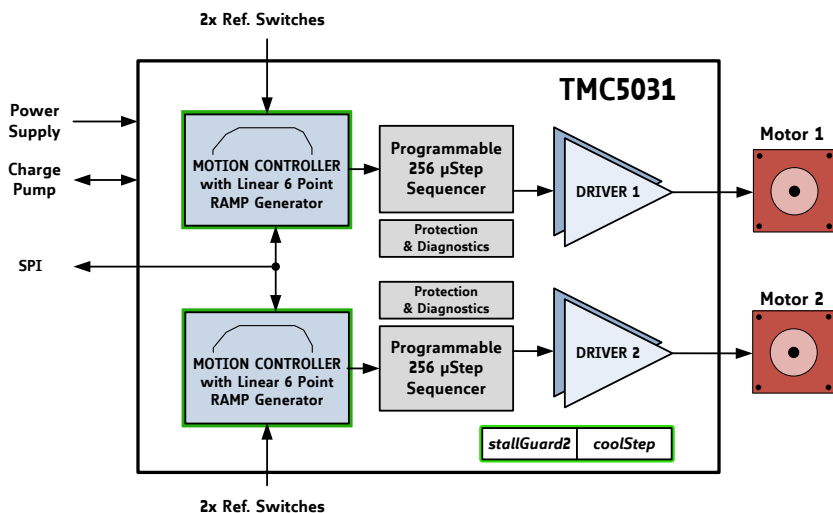 2x Ref. Switches
TMC5031
Power
Supply
Motor 1
MOTION CONTROLLER
with Linear 6 Point
RAMP Generator
Programmable
256 µStep
Sequencer
DRIVER 1
Charge
Pump
Protection
& Diagnostics
SPI
Protection
& Diagnostics
Motor 2
MOTION CONTROLLER
with Linear 6 Point
RAMP Generator
Programmable
256 µStep
Sequencer
DRIVER 2
stallGuard2
coolStep
2x Ref. Switches